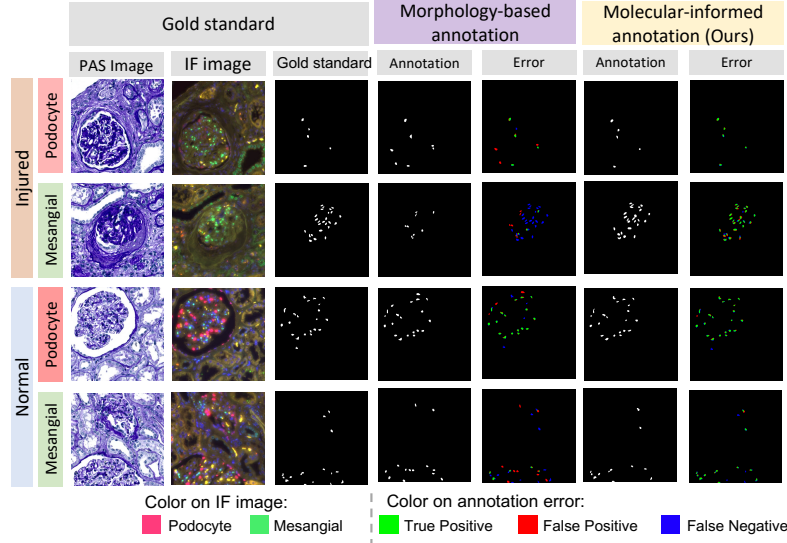 Gold standard
Morphology-based annotation
Molecular-informed annotation (Ours)
PAS Image
IF image
Gold standard
Annotation
Error
Annotation
Error
Injured
Podocyte
Mesangial
Normal
Podocyte
Mesangial
Color on IF image:
Podocyte
Mesangial
Color on annotation error:
True Positive
False Positive
False Negative